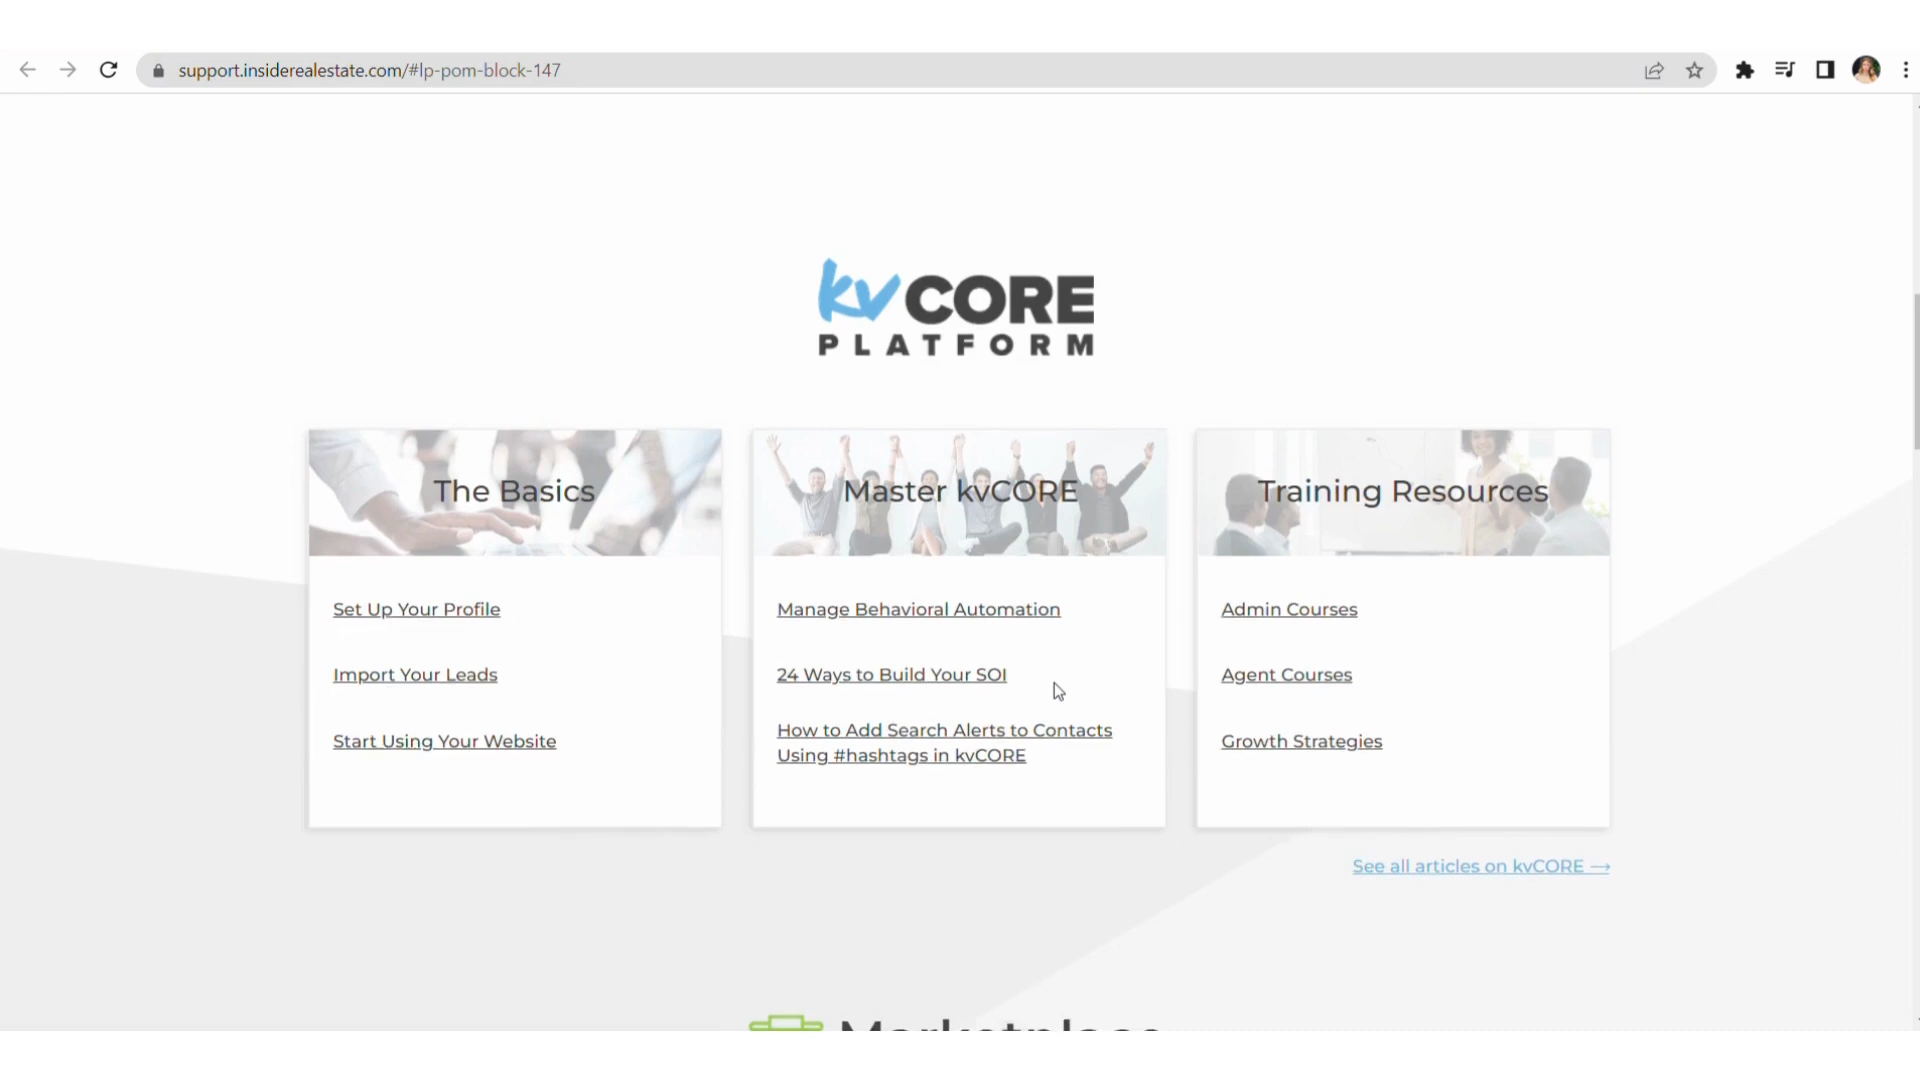 support.insiderealestate.com/#lp-pom-block-147
kvCORE
PLATFORM
The Basics
Master kvCORE
Training Resources
Set Up Your Profile
Manage Behavioral Automation
Admin Courses
Import Your Leads
24 Ways to Build Your SOI
Agent Courses
Start Using Your Website
How to Add Search Alerts to Contacts
Using #hashtags in kvCORE
Growth Strategies
See all articles on kvCORE →
Marketplace